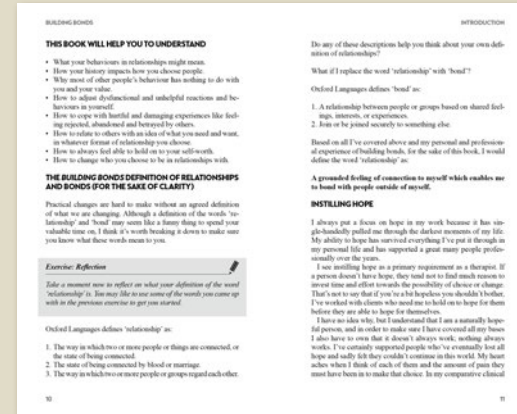 BUILDING BONDS
THIS BOOK WILL HELP YOU TO UNDERSTAND
• What your behaviours in relationships might mean.
• How your history impacts how you choose people.
• Why most of other people's behaviour has nothing to do with
you and your value.
• How to adjust dysfunctional and unhelpful reactions and be-
haviours in yourself.
• How to cope with hurtful and damaging experiences like feel-
ing rejected, abandoned and betrayed by others.
• How to relate to others with an idea of what you need and want,
in whatever format of relationship you choose.
• How to always feel able to hold on to your self-worth.
• How to change who you choose to be in relationships with.
THE BUILDING BONDS DEFINITION OF RELATIONSHIPS
AND BONDS (FOR THE SAKE OF CLARITY)
Practical changes are hard to make without an agreed definition
of what we are changing. Although a definition of the words 're-
lationship' and 'bond' may seem like a funny thing to spend your
valuable time on, I think it's worth breaking it down to make sure
you know what these words mean to you.
Exercise: Reflection
Take a moment now to reflect on what your definition of the word
'relationship' is. You may like to use some of the words you came up
with in the previous exercise to get you started.
Oxford Languages defines 'relationship' as:
1. The way in which two or more people or things are connected, or
the state of being connected.
2. The state of being connected by blood or marriage.
3. The way in which two or more people or groups regard each other.
10
INTRODUCTION
Do any of these descriptions help you think about your own defi-
nition of relationships?
What if I replace the word 'relationship' with 'bond'?
Oxford Languages defines 'bond' as:
1. A relationship between people or groups based on shared feel-
ings, interests, or experiences.
2. Join or be joined securely to something else.
Based on all I've covered above and my personal and profession-
al experience of building bonds, for the sake of this book, I would
define the word 'relationship' as:
A grounded feeling of connection to myself which enables me
to bond with people outside of myself.
INSTILLING HOPE
I always put a focus on hope in my work because it has sin-
gle-handedly pulled me through the darkest moments of my life.
My ability to hope has survived everything I've put it through in
my personal life and has supported a great many people profes-
sionally over the years.
I see instilling hope as a primary requirement as a therapist. If
a person doesn't have hope, they tend not to find much reason to
invest time and effort towards the possibility of choice or change.
That's not to say that if you're a bit hopeless you shouldn't bother,
I've worked with clients who need me to hold on to hope for them
before they are able to hope for themselves.
I have no idea why, but I understand that I am a naturally hope-
ful person, and in order to make sure I have covered all my bases
I also have to own that it doesn't always work; nothing always
works. I've certainly supported people who've eventually lost all
hope and sadly felt they couldn't continue in this world. My heart
aches when I think of each of them and the amount of pain they
must have been in to make that choice. In my comparative clinical
11